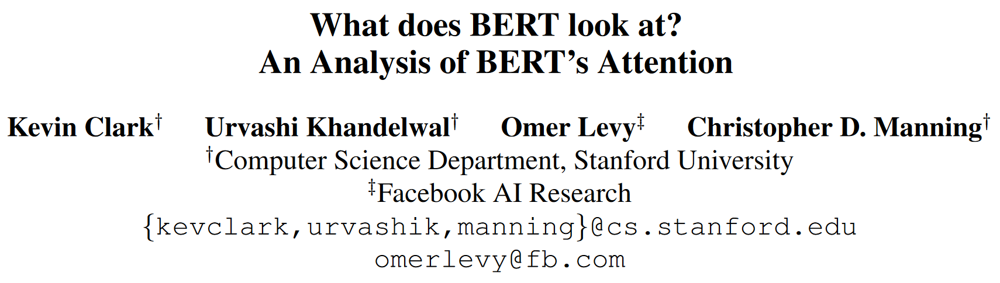 What does BERT look at?
An Analysis of BERT’s Attention
Kevin Clark† Urvashi Khandelwal† Omer Levy‡ Christopher D. Manning†
†Computer Science Department, Stanford University
‡Facebook AI Research
{kevclark,urvashik,manning}@cs.stanford.edu
omerlevy@fb.com